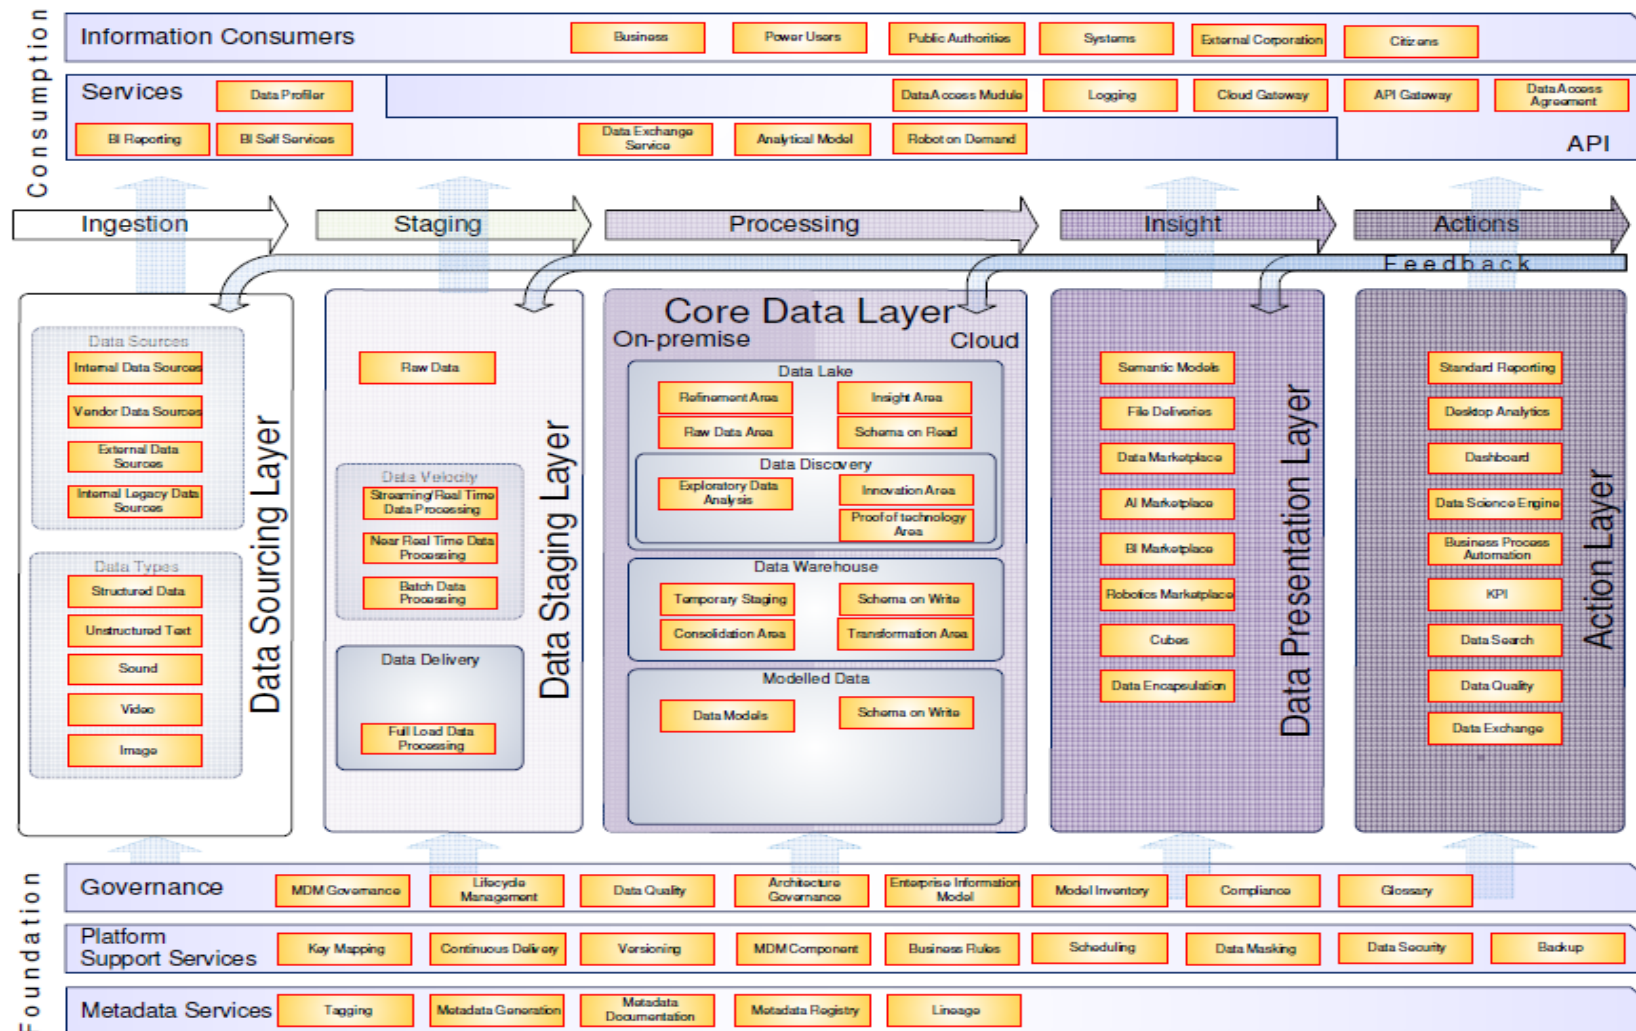 Consumption
Information Consumers
Business
Power Users
Public Authorities
Systems
External Corporation
Citizens
Services
Data Profiler
Data Access Mudule
Logging
Cloud Gateway
API Gateway
Data Access
Agreement
BI Reporting
BI Self Services
Data Exchange
Service
Analytical Model
Robot on Demand
API
Ingestion
Staging
Processing
Insight
Actions
Feedback
Data Sourcing Layer
Data Sources
Internal Data Sources
Vendor Data Sources
External Data
Sources
Internal Legacy Data
Sources
Data Types
Structured Data
Unstructured Text
Sound
Video
Image
Data Staging Layer
Raw Data
Data Velocity
Streaming/Real Time
Data Processing
Near Real Time Data
Processing
Batch Data
Processing
Data Delivery
Full Load Data
Processing
Core Data Layer
On-premise
Cloud
Data Lake
Refinement Area
Insight Area
Raw Data Area
Schema on Read
Data Discovery
Exploratory Data
Analysis
Innovation Area
Proof of technology
Area
Data Warehouse
Temporary Staging
Schema on Write
Consolidation Area
Transformation Area
Modelled Data
Data Models
Schema on Write
Data Presentation Layer
Semantic Models
File Deliveries
Data Marketplace
AI Marketplace
BI Marketplace
Robotics Marketplace
Cubes
Data Encapsulation
Action Layer
Standard Reporting
Desktop Analytics
Dashboard
Data Science Engine
Business Process
Automation
KPI
Data Search
Data Quality
Data Exchange
Foundation
Governance
MDM Governance
Lifecycle
Management
Data Quality
Architecture
Governance
Enterprise Information
Model
Model Inventory
Compliance
Glossary
Platform
Support Services
Key Mapping
Continuous Delivery
Versioning
MDM Component
Business Rules
Scheduling
Data Masking
Data Security
Backup
Metadata Services
Tagging
Metadata Generation
Metadata
Documentation
Metadata Registry
Lineage